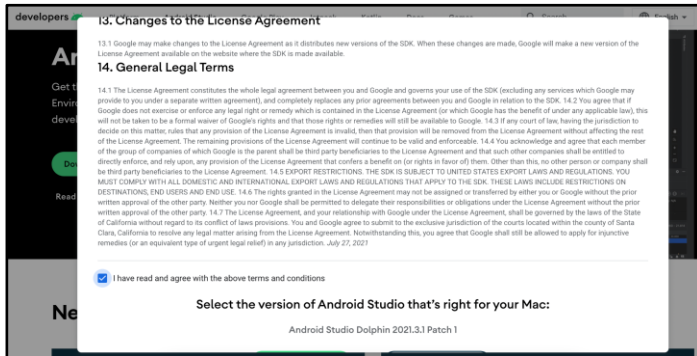 developers
English
An
Get t
Envir
devel
Dow
Read
Ne
13. Changes to the License Agreement
13.1 Google may make changes to the License Agreement as it distributes new versions of the SDK. When these changes are made, Google will make a new version of the
License Agreement available on the website where the SDK is made available.
14. General Legal Terms
14.1 The License Agreement constitutes the whole legal agreement between you and Google and governs your use of the SDK (excluding any services which Google may
provide to you under a separate written agreement), and completely replaces any prior agreements between you and Google in relation to the SDK. 14.2 You agree that if
Google does not exercise or enforce any legal right or remedy which is contained in the License Agreement (or which Google has the benefit of under any applicable law), this
will not be taken to be a formal waiver of Google's rights and that those rights or remedies will still be available to Google. 14.3 If any court of law, having the jurisdiction to
decide on this matter, rules that any provision of the License Agreement is invalid, then that provision will be removed from the License Agreement without affecting the rest
of the License Agreement. The remaining provisions of the License Agreement will continue to be valid and enforceable. 14.4 You acknowledge and agree that each member
of the group of companies of which Google is the parent shall be third party beneficiaries to the License Agreement and that such other companies shall be entitled to
directly enforce, and rely upon, any provision of the License Agreement that confers a benefit on (or rights in favor of) them. Other than this, no other person or company shall
be third party beneficiaries to the License Agreement. 14.5 EXPORT RESTRICTIONS. THE SDK IS SUBJECT TO UNITED STATES EXPORT LAWS AND REGULATIONS. YOU
MUST COMPLY WITH ALL DOMESTIC AND INTERNATIONAL EXPORT LAWS AND REGULATIONS THAT APPLY TO THE SDK. THESE LAWS INCLUDE RESTRICTIONS ON
DESTINATIONS, END USERS AND END USE. 14.6 The rights granted in the License Agreement may not be assigned or transferred by either you or Google without the prior
written approval of the other party. Neither you nor Google shall be permitted to delegate their responsibilities or obligations under the License Agreement without the prior
written approval of the other party. 14.7 The License Agreement, and your relationship with Google under the License Agreement, shall be governed by the laws of the State
of California without regard to its conflict of laws provisions. You and Google agree to submit to the exclusive jurisdiction of the courts located within the county of Santa
Clara, California to resolve any legal matter arising from the License Agreement. Notwithstanding this, you agree that Google shall still be allowed to apply for injunctive
remedies (or an equivalent type of urgent legal relief) in any jurisdiction. July 27, 2021
I have read and agree with the above terms and conditions
Select the version of Android Studio that's right for your Mac:
Android Studio Dolphin 2021.3.1 Patch 1